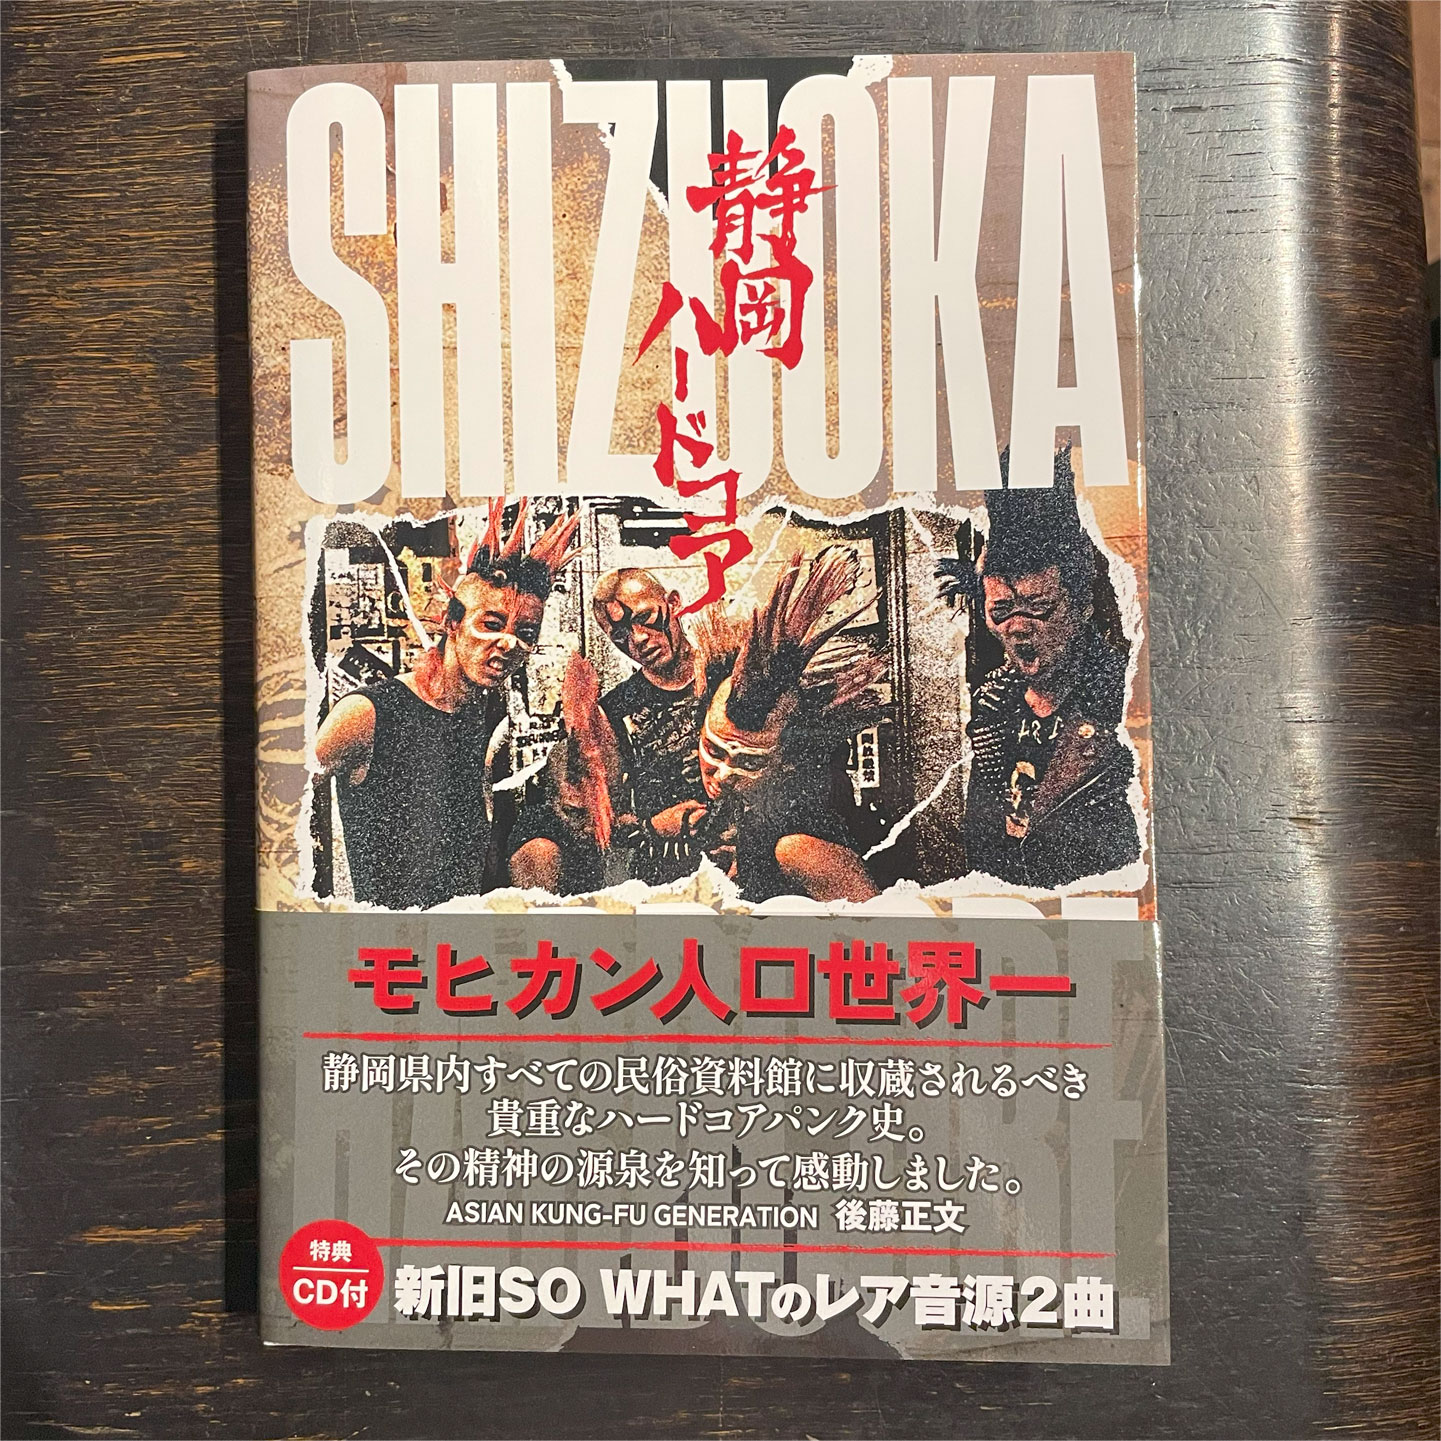 SHIZUOKA
静岡
ハードコア
モヒカン人口世界一
静岡県内すべての民俗資料館に収蔵されるべき
貴重なハードコアパンク史。
その精神の源泉を知って感動しました。
ASIAN KUNG-FU GENERATION 後藤正文
特典
CD付
新旧SO WHATのレア音源2曲